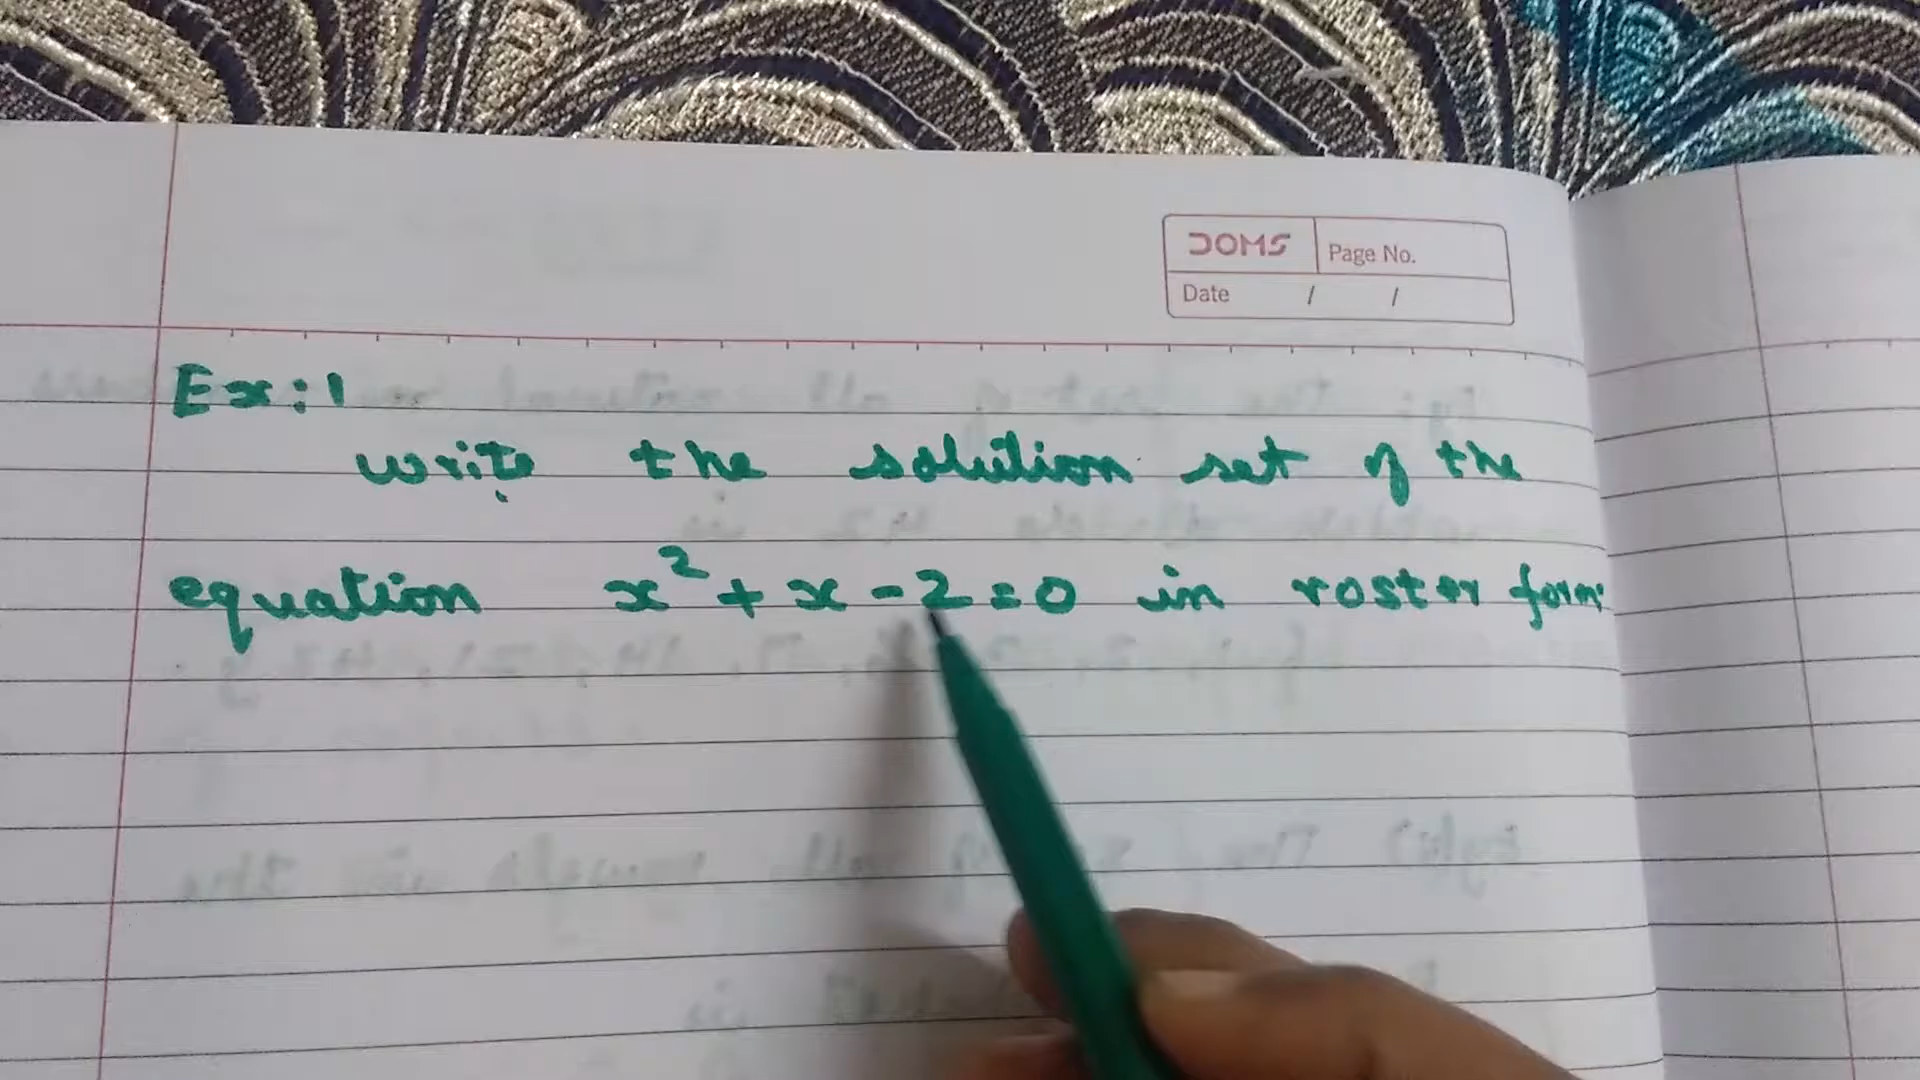 DOMS
Page No.
Date / /
Ex:1
write the solution set of the
equation x² + x - 2 = 0 in roster form